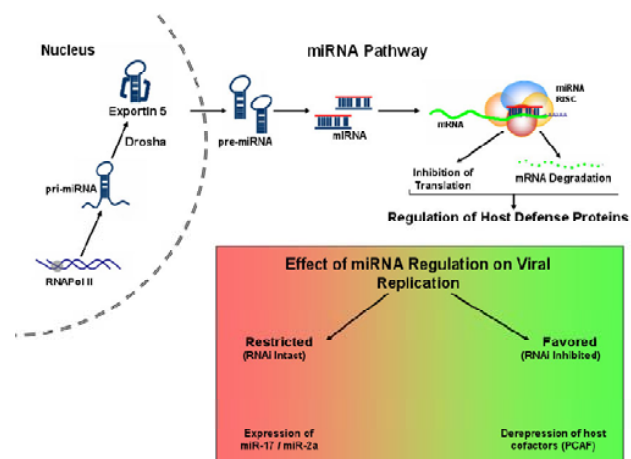 Nucleus
miRNA Pathway
Exportin 5
Drosha
pri-miRNA
RNAPol II
pre-miRNA
miRNA
mRNA
miRNA
RISC
Inhibition of
Translation
mRNA Degradation
Regulation of Host Defense Proteins
Effect of miRNA Regulation on Viral
Replication
Restricted
(RNAi Intact)
Favored
(RNAi Inhibited)
Expression of
miR-17 / miR-2a
Derepression of host
cofactors (PCAF)